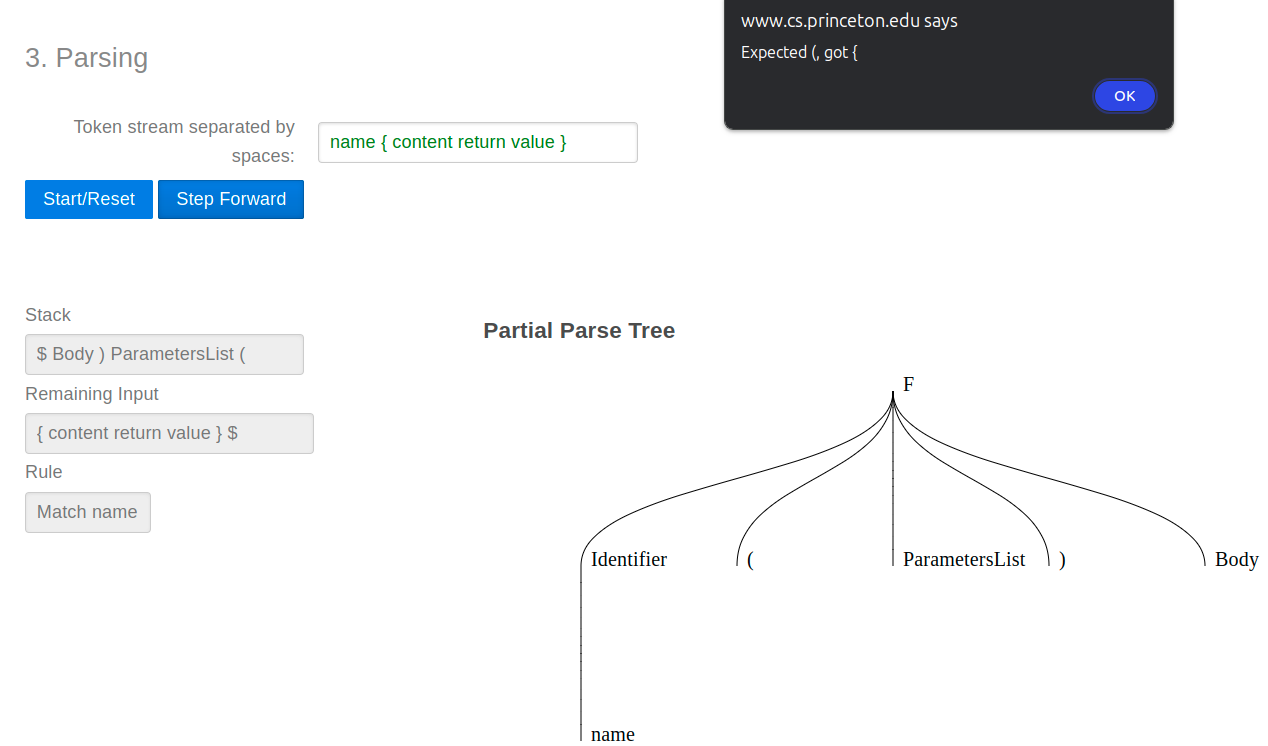 www.cs.princeton.edu says
Expected (, got {
OK
3. Parsing
Token stream separated by
spaces:
name { content return value }
Start/Reset
Step Forward
Stack
$ Body ) ParametersList (
Remaining Input
{ content return value } $
Rule
Match name
Partial Parse Tree
F
Identifier ( ParametersList ) Body
name